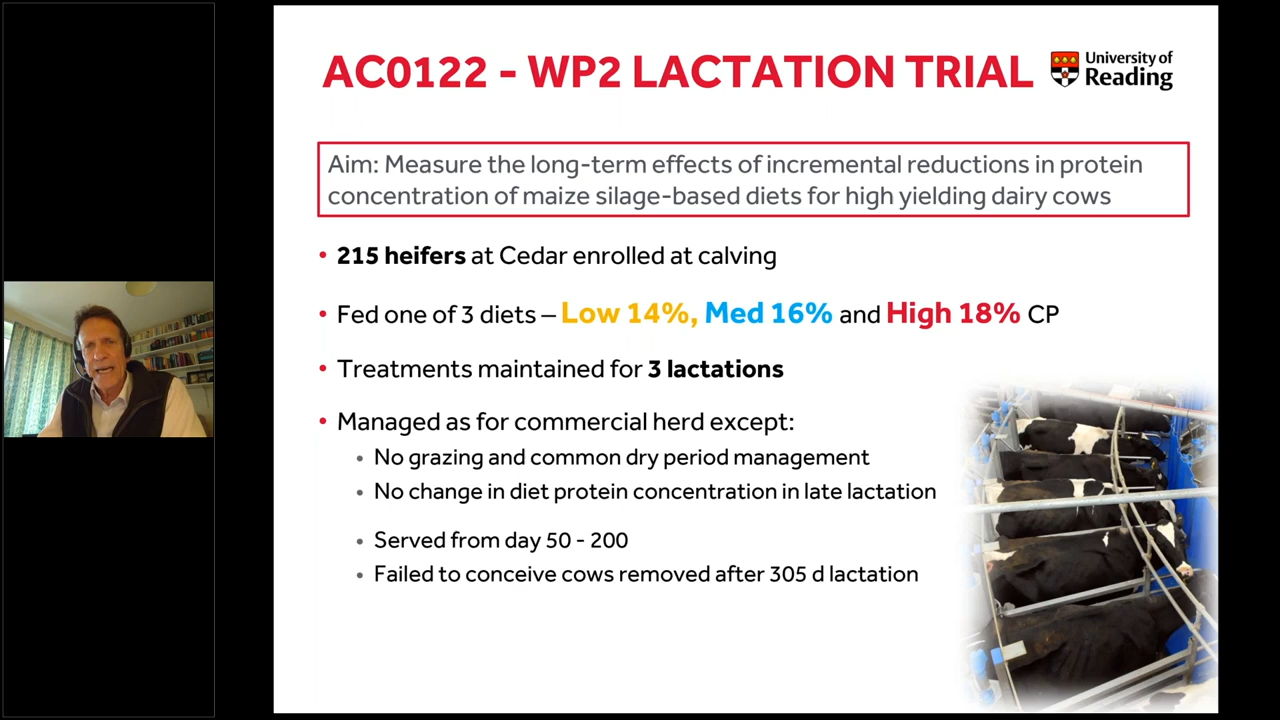 AC0122 - WP2 LACTATION TRIAL
University of
Reading
Aim: Measure the long-term effects of incremental reductions in protein
concentration of maize silage-based diets for high yielding dairy cows
• 215 heifers at Cedar enrolled at calving
• Fed one of 3 diets – Low 14%, Med 16% and High 18% CP
• Treatments maintained for 3 lactations
• Managed as for commercial herd except:
• No grazing and common dry period management
• No change in diet protein concentration in late lactation
• Served from day 50 - 200
• Failed to conceive cows removed after 305 d lactation